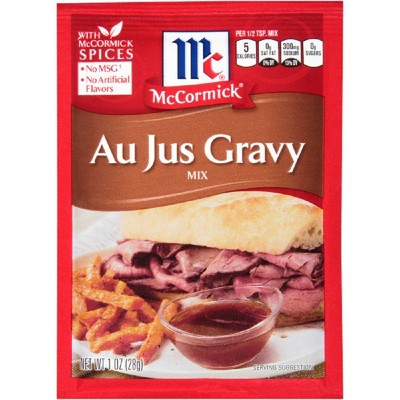 WITH
McCORMICK
SPICES
• No MSG†
• No Artificial
Flavors
PER 1/2 TSP. MIX
5
CALORIES
0g
SAT FAT
0% DV
300mg
SODIUM
13% DV
0g
SUGARS
Mc
McCormick®
Au Jus Gravy
MIX
NET WT 1 OZ (28g)
SERVING SUGGESTION